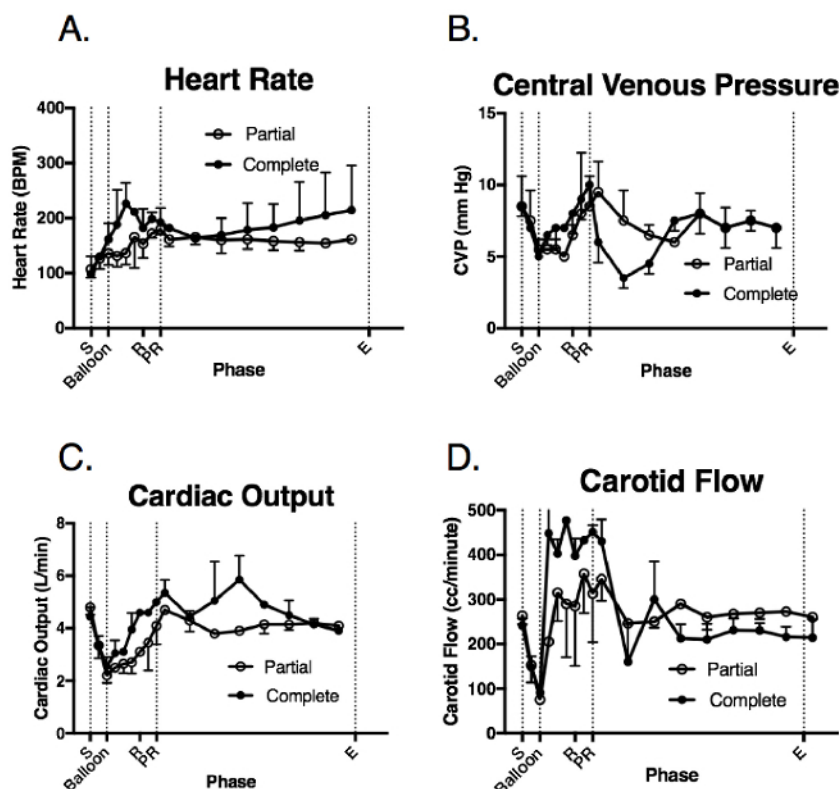 A.
Heart Rate
Heart Rate (BPM)
400
300
200
100
0
Partial
Complete
S
Balloon
R
PR
E
Phase
B.
Central Venous Pressure
CVP (mm Hg)
15
10
5
0
Partial
Complete
S
Balloon
R
PR
E
Phase
C.
Cardiac Output
Cardiac Output (L/min)
8
6
4
2
0
Partial
Complete
S
Balloon
R
PR
E
Phase
D.
Carotid Flow
Carotid Flow (cc/minute)
500
400
300
200
100
0
Partial
Complete
S
Balloon
R
PR
E
Phase